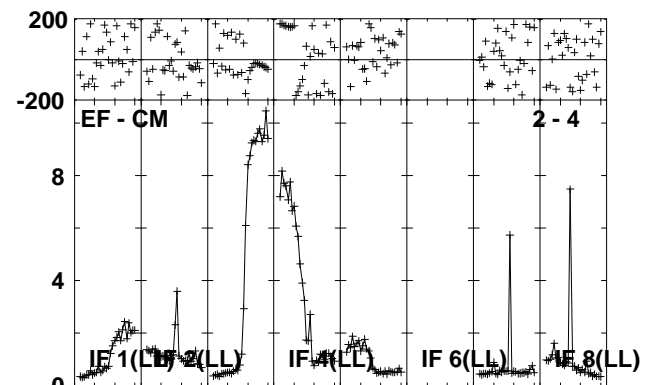 200
-200
EF - CM 2 - 4
8
4
IF 1(LL) IF 2(LL) IF 4(LL) IF 6(LL) IF 8(LL)
0